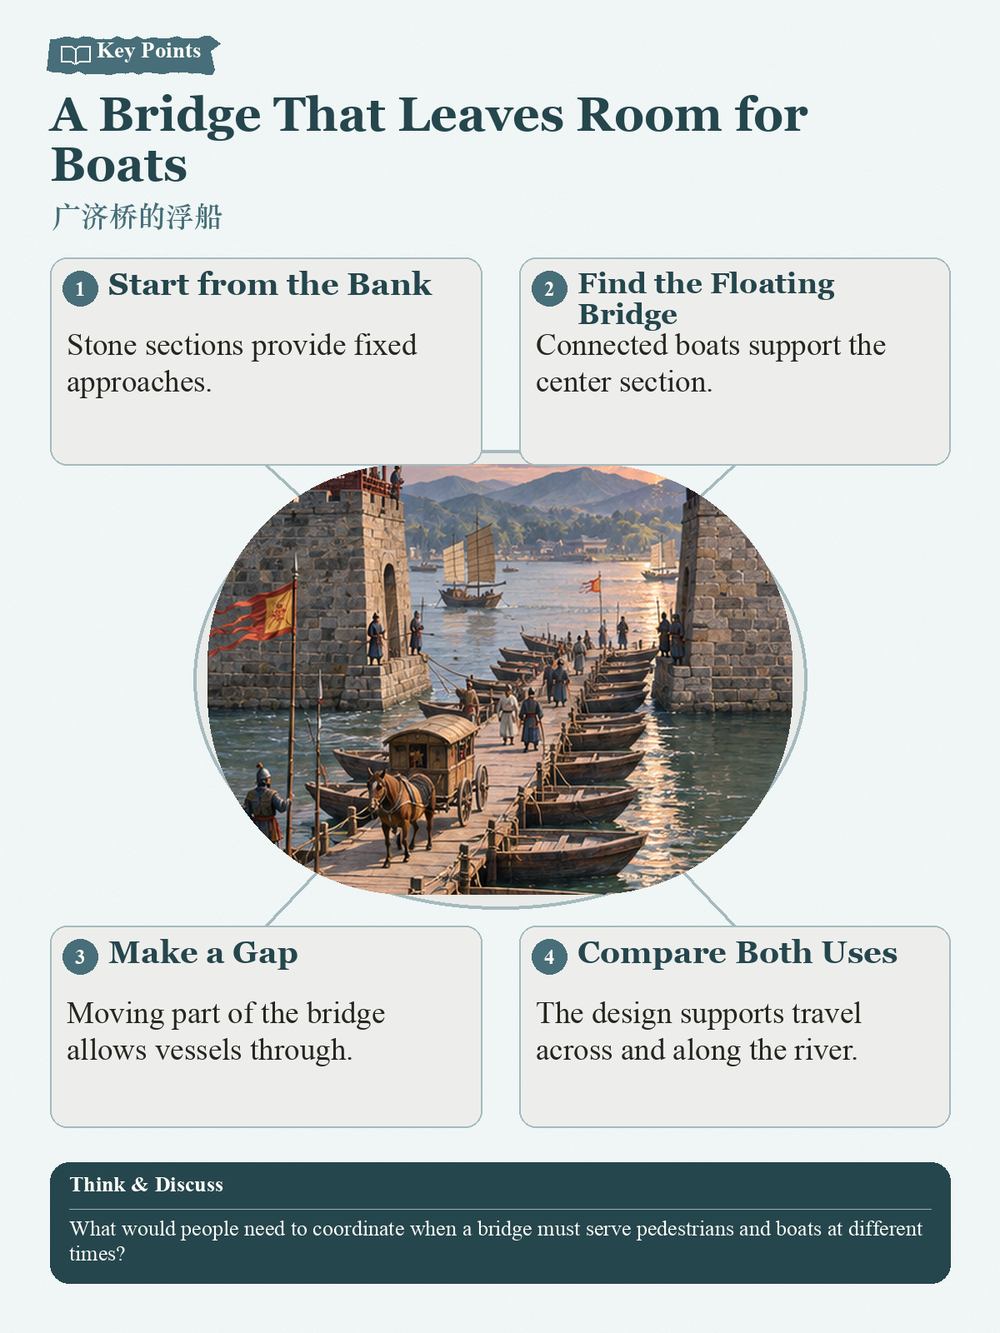 Key Points
A Bridge That Leaves Room for
Boats
广济桥的浮船
1 Start from the Bank
Stone sections provide fixed
approaches.
2 Find the Floating
Bridge
Connected boats support the
center section.
3 Make a Gap
Moving part of the bridge
allows vessels through.
4 Compare Both Uses
The design supports travel
across and along the river.
Think & Discuss
What would people need to coordinate when a bridge must serve pedestrians and boats at different
times?